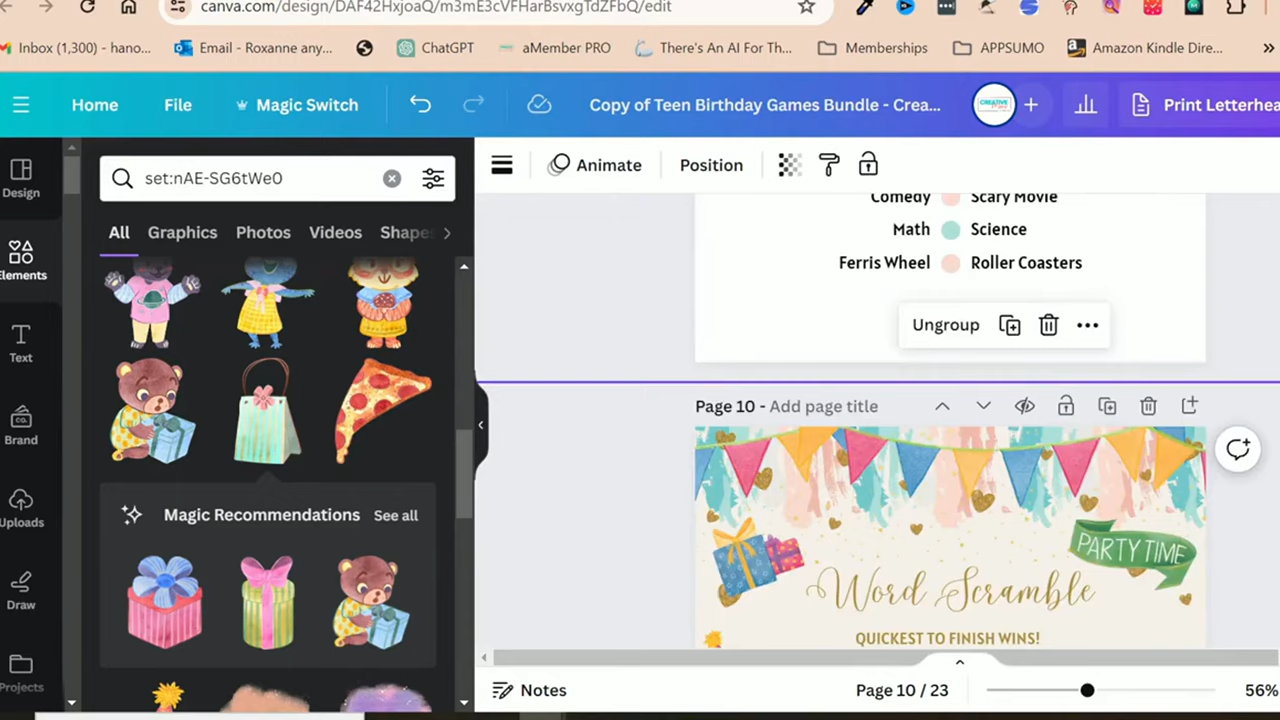 canva.com/design/DAF42HxjoaQ/m3mE3cVFHarBsvxgTdZFbQ/edit
Inbox (1,300) - hano...
Email - Roxanne any...
ChatGPT
aMember PRO
There's An AI For Th...
Memberships
APPSUMO
Amazon Kindle Dire...
»
Home
File
Magic Switch
Copy of Teen Birthday Games Bundle - Crea...
CREATIVE
Print Letterhea
Design
Elements
Text
Brand
Uploads
Draw
Projects
set:nAE-SG6tWe0
All
Graphics
Photos
Videos
Shape
Magic Recommendations
See all
Animate
Position
Comedy Scary Movie
Math Science
Ferris Wheel Roller Coasters
Ungroup
Page 10 - Add page title
PARTY TIME
Word Scramble
QUICKEST TO FINISH WINS!
Notes
Page 10 / 23
56%